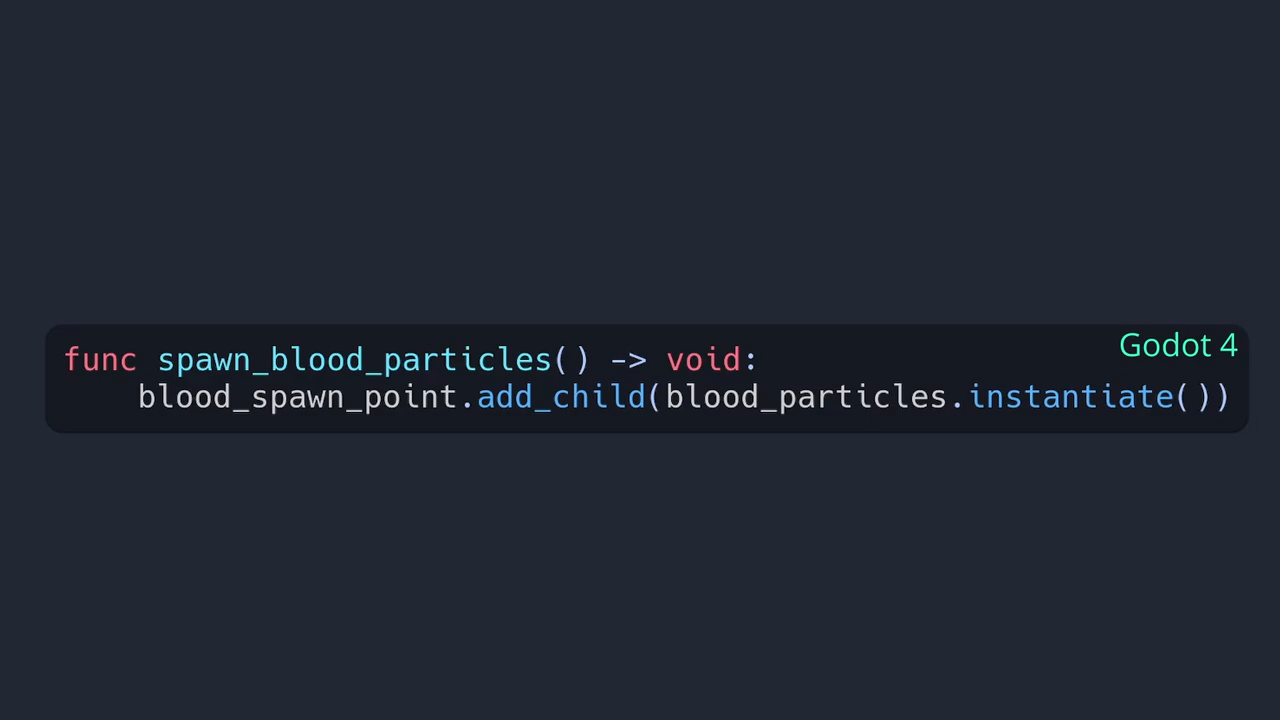 Godot 4
func spawn_blood_particles() -> void:
    blood_spawn_point.add_child(blood_particles.instantiate())